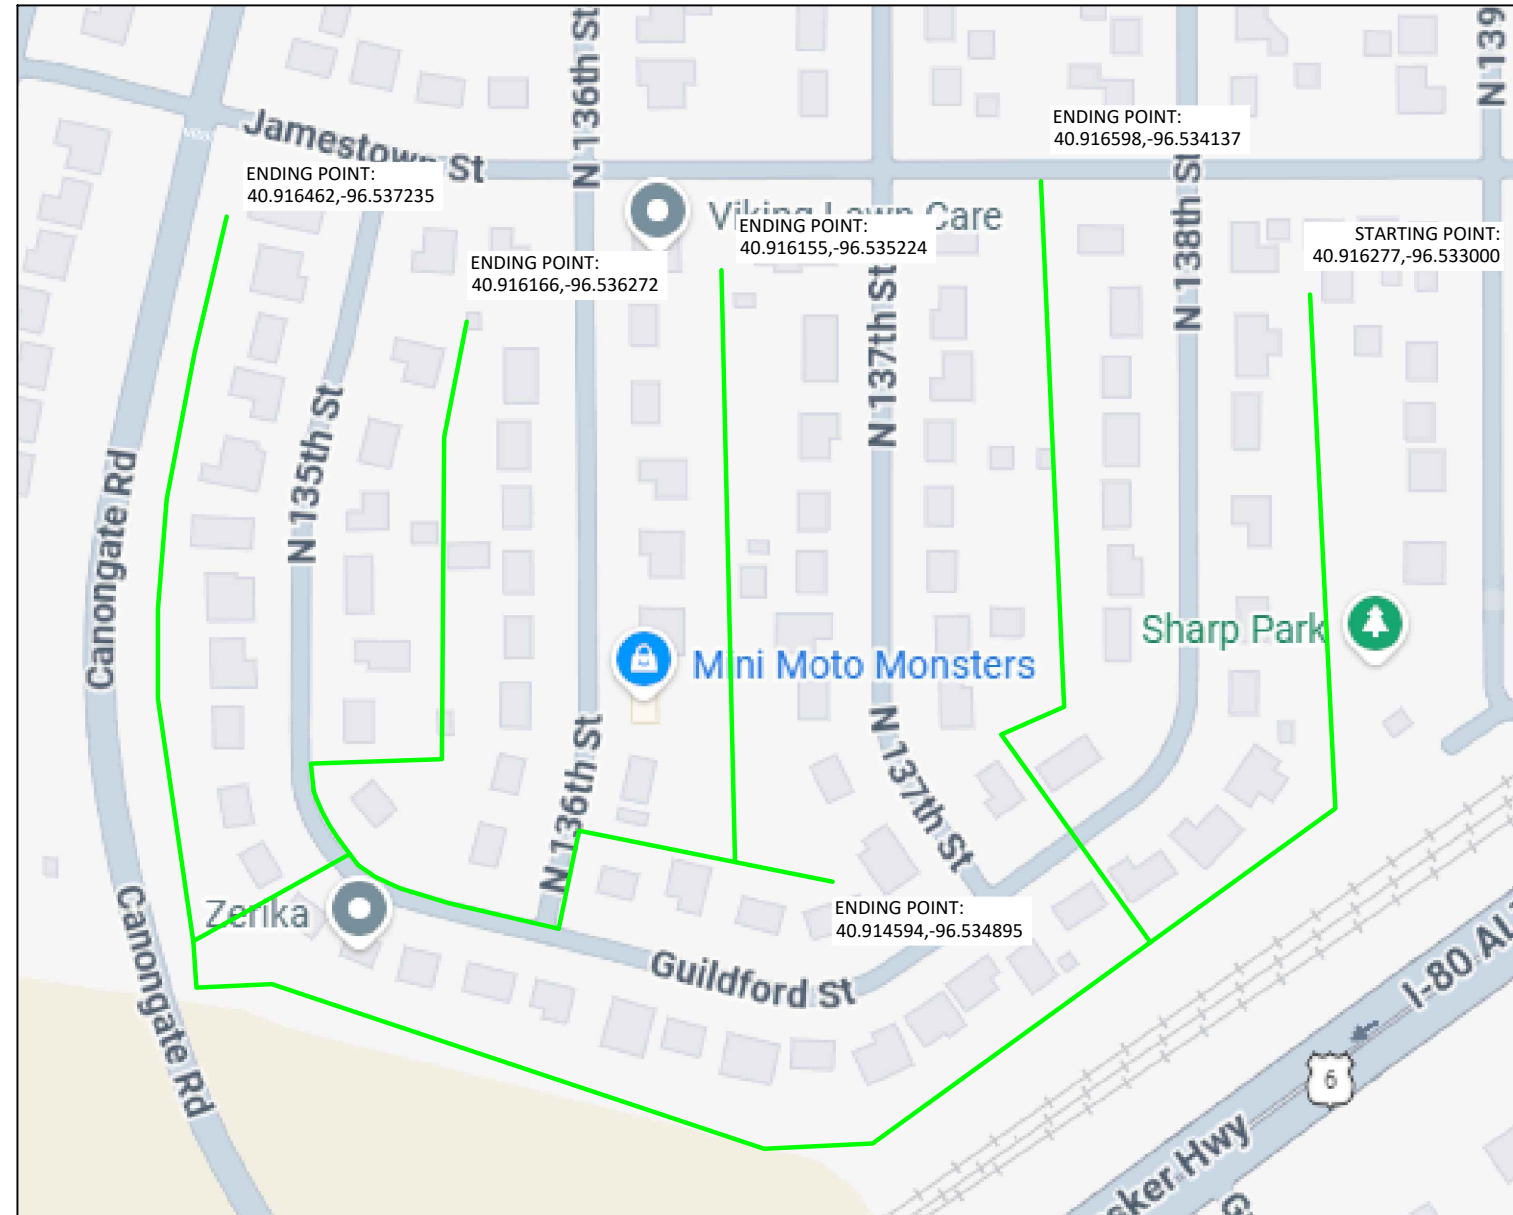 N 136th St
N 139
Jamestown St
ENDING POINT:
40.916598,-96.534137
ENDING POINT:
40.916462,-96.537235
Viking Lawn Care
ENDING POINT:
40.916155,-96.535224
N 138th St
STARTING POINT:
40.916277,-96.533000
ENDING POINT:
40.916166,-96.536272
N 137th St
N 135th St
Canongate Rd
Sharp Park
Mini Moto Monsters
N 136th St
N 137th St
Zerika
ENDING POINT:
40.914594,-96.534895
Canongate Rd
Guildford St
I-80 Al
6
sker Hwy
G